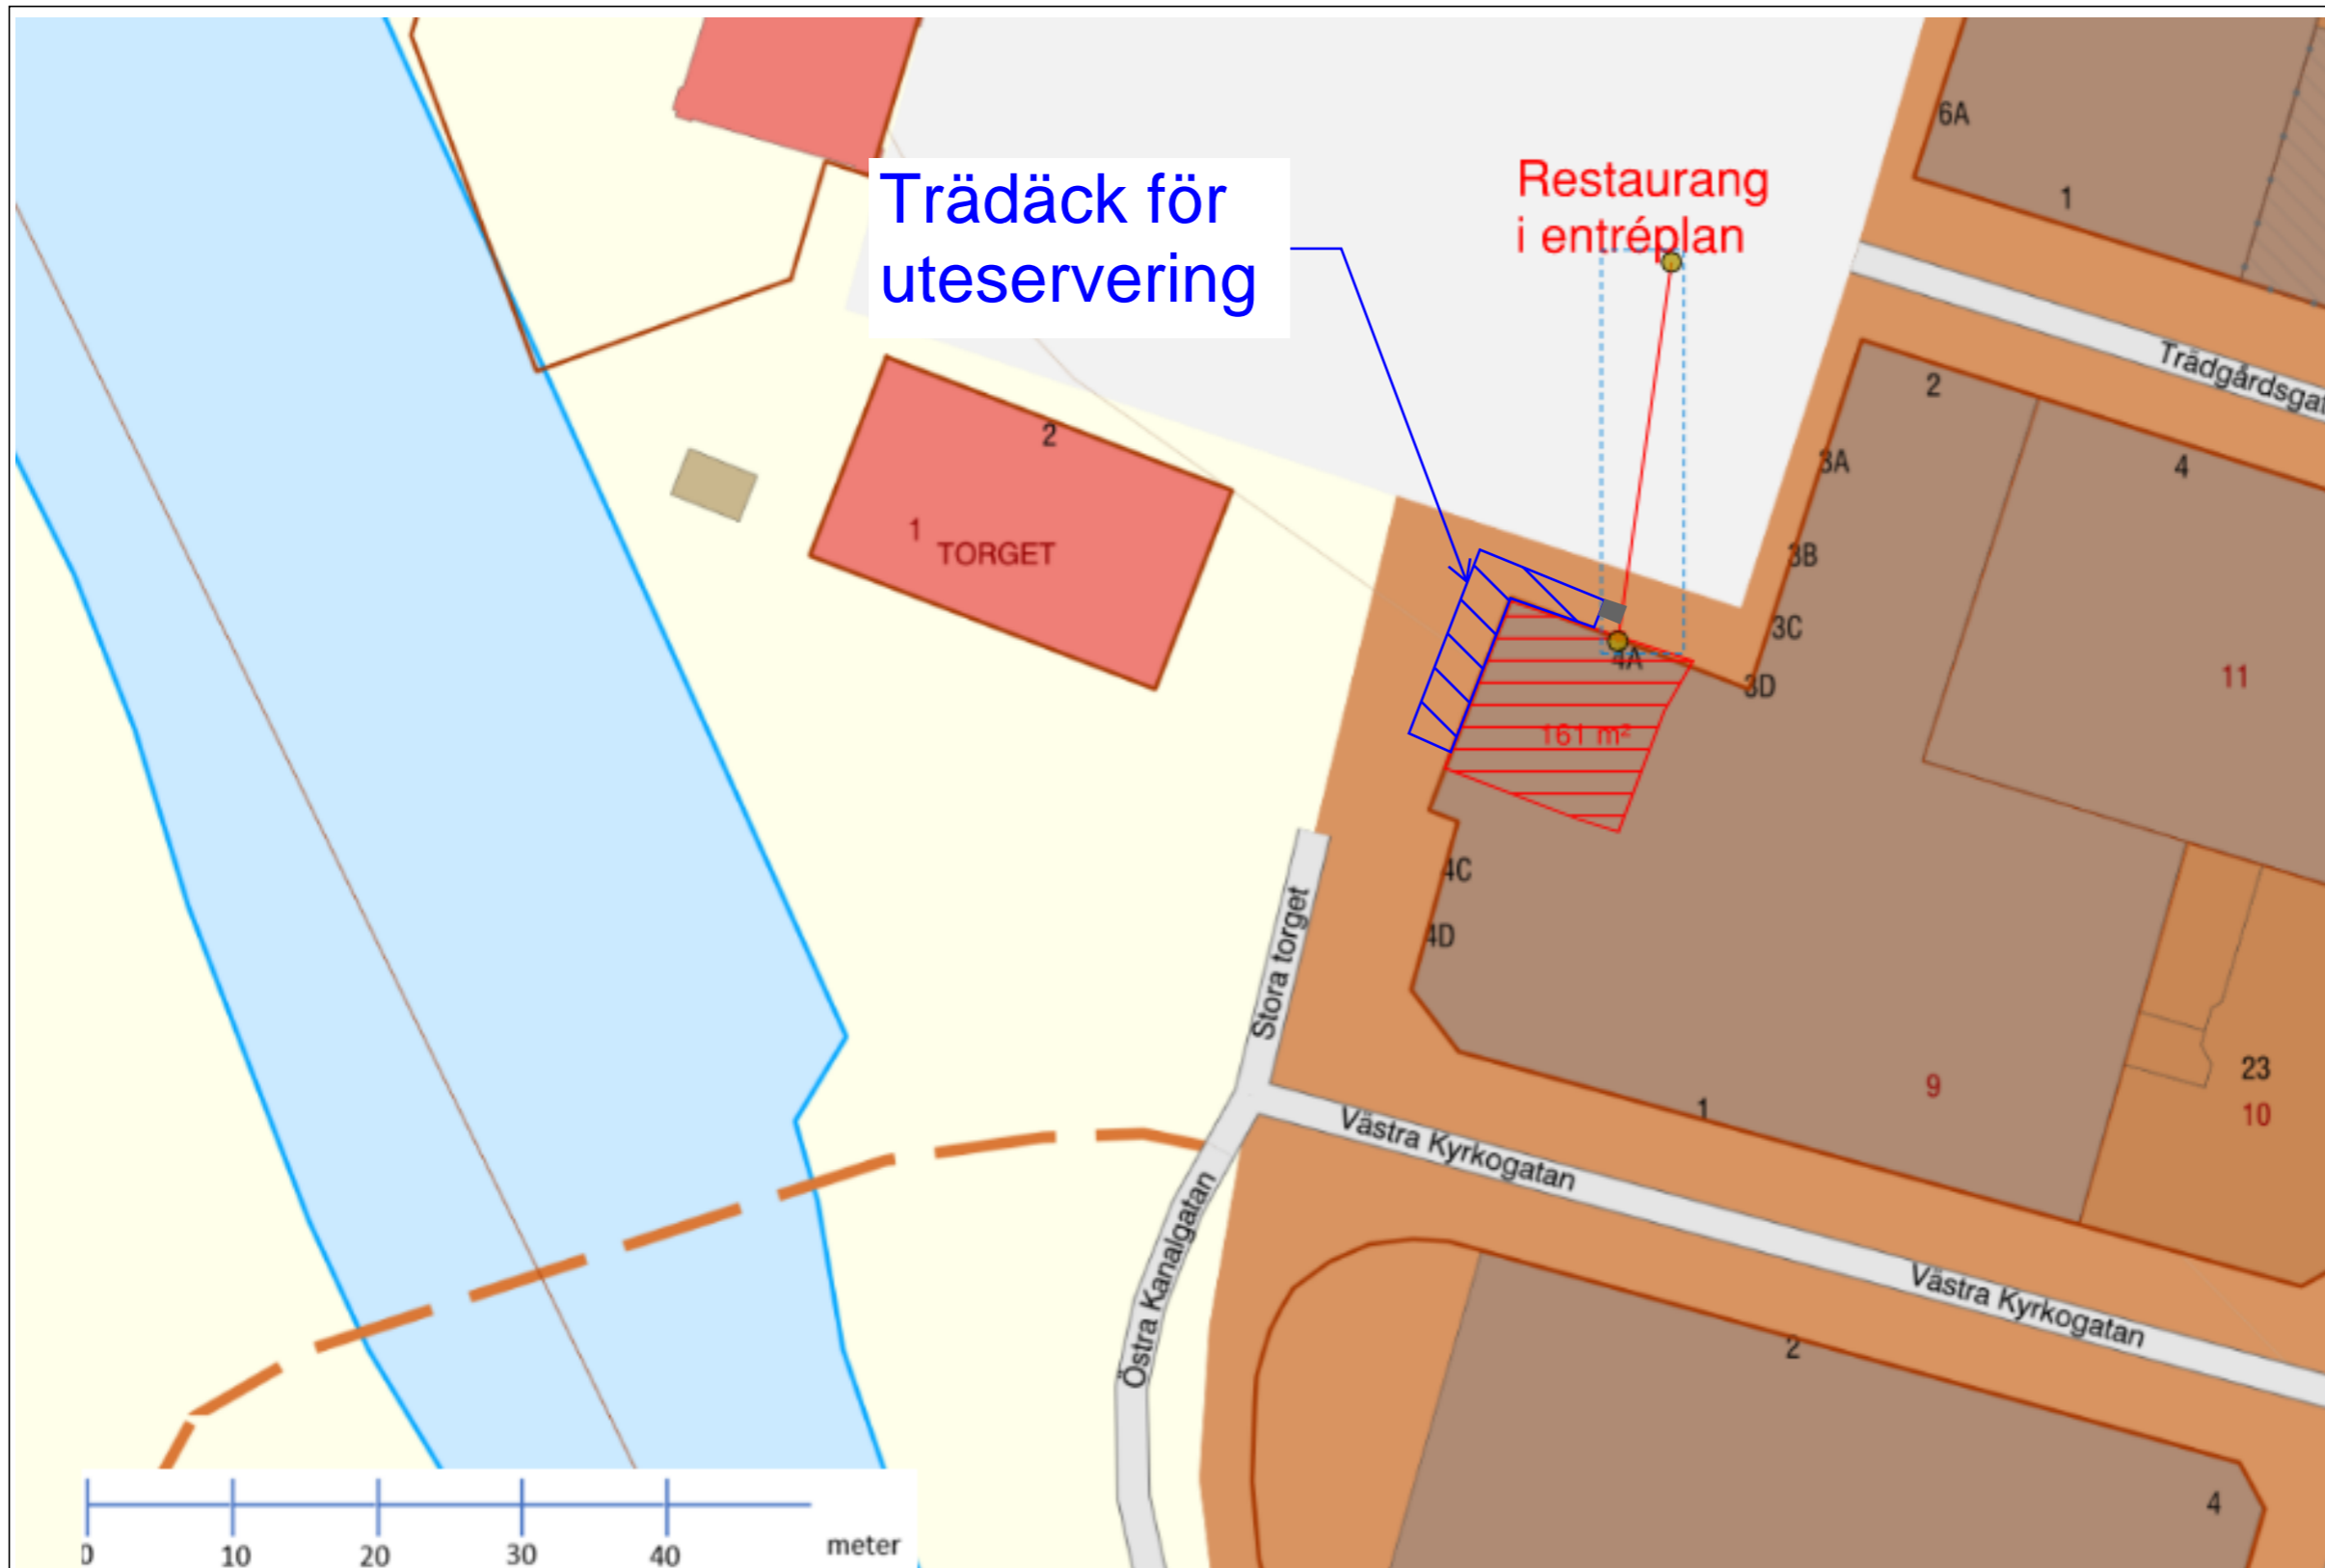 6A
1
Trädäck för
uteservering
Restaurang
i entréplan
Trädgårdsgat
2
3A
4
2
1
TORGET
3B
3C
4A
3D
11
161 m²
4C
4D
Stora torget
23
9
10
1
Västra Kyrkogatan
Östra Kanalgatan
Västra Kyrkogatan
2
4
meter
0 10 20 30 40